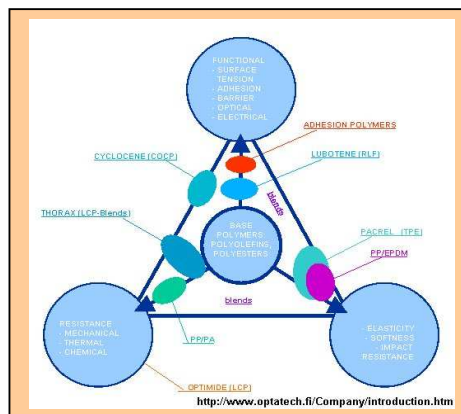 FUNCTIONAL
- SURFACE
TENSION
- ADHESION
- BARRIER
- OPTICAL
- ELECTRICAL
ADHESION POLYMERS
CYCLOCENE (COCP)
LUBOTENE (RLF)
blends
THORAX (LCP-Blends)
BASE
POLYMERS:
POLYOLEFINS,
POLYESTERS
PACREL (TPE)
PP/EPDM
blends
RESISTANCE
- MECHANICAL
- THERMAL
- CHEMICAL
PP/PA
- ELASTICITY
- SOFTNESS
- IMPACT
RESISTANCE
OPTIMIDE (LCP)
http://www.optatech.fi/Company/introduction.htm